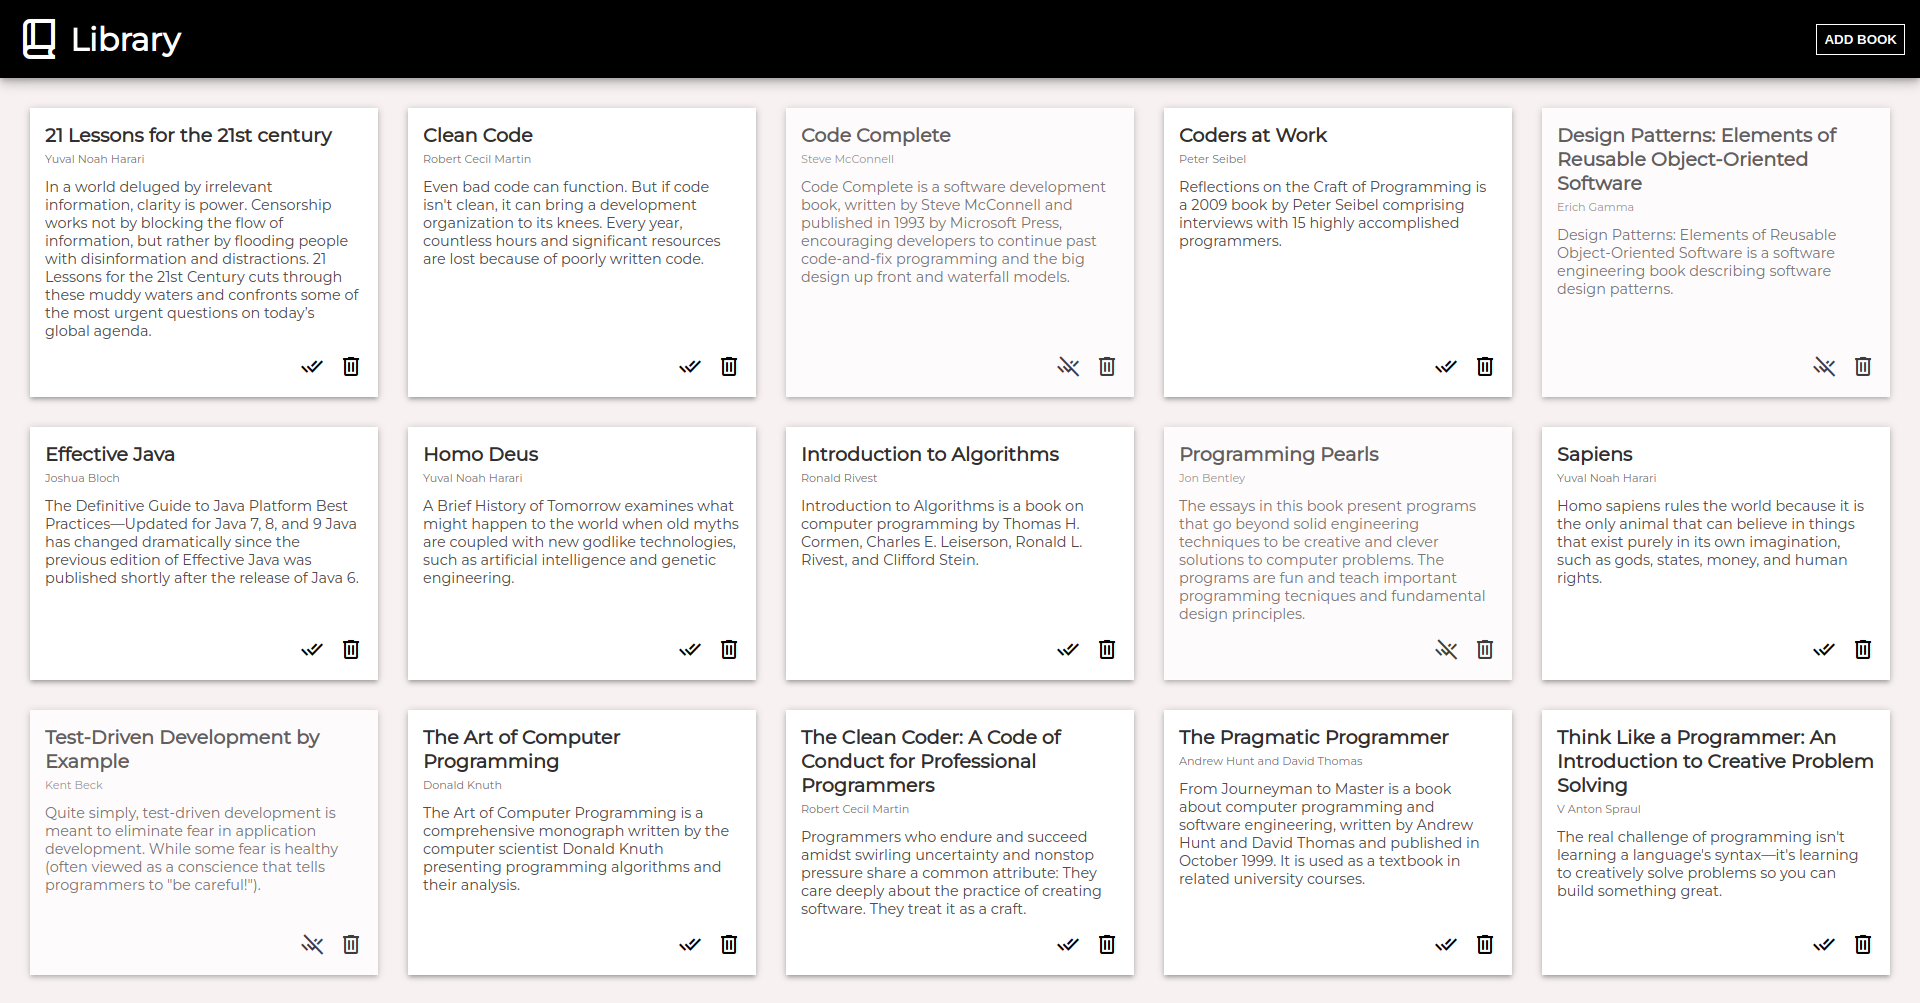 Library
ADD BOOK
21 Lessons for the 21st century
Yuval Noah Harari
In a world deluged by irrelevant
information, clarity is power. Censorship
works not by blocking the flow of
information, but rather by flooding people
with disinformation and distractions. 21
Lessons for the 21st Century cuts through
these muddy waters and confronts some of
the most urgent questions on today's
global agenda.
Clean Code
Robert Cecil Martin
Even bad code can function. But if code
isn't clean, it can bring a development
organization to its knees. Every year,
countless hours and significant resources
are lost because of poorly written code.
Code Complete
Steve McConnell
Code Complete is a software development
book, written by Steve McConnell and
published in 1993 by Microsoft Press,
encouraging developers to continue past
code-and-fix programming and the big
design up front and waterfall models.
Coders at Work
Peter Seibel
Reflections on the Craft of Programming is
a 2009 book by Peter Seibel comprising
interviews with 15 highly accomplished
programmers.
Design Patterns: Elements of
Reusable Object-Oriented
Software
Erich Gamma
Design Patterns: Elements of Reusable
Object-Oriented Software is a software
engineering book describing software
design patterns.
Effective Java
Joshua Bloch
The Definitive Guide to Java Platform Best
Practices—Updated for Java 7, 8, and 9 Java
has changed dramatically since the
previous edition of Effective Java was
published shortly after the release of Java 6.
Homo Deus
Yuval Noah Harari
A Brief History of Tomorrow examines what
might happen to the world when old myths
are coupled with new godlike technologies,
such as artificial intelligence and genetic
engineering.
Introduction to Algorithms
Ronald Rivest
Introduction to Algorithms is a book on
computer programming by Thomas H.
Cormen, Charles E. Leiserson, Ronald L.
Rivest, and Clifford Stein.
Programming Pearls
Jon Bentley
The essays in this book present programs
that go beyond solid engineering
techniques to be creative and clever
solutions to computer problems. The
programs are fun and teach important
programming tecniques and fundamental
design principles.
Sapiens
Yuval Noah Harari
Homo sapiens rules the world because it is
the only animal that can believe in things
that exist purely in its own imagination,
such as gods, states, money, and human
rights.
Test-Driven Development by
Example
Kent Beck
Quite simply, test-driven development is
meant to eliminate fear in application
development. While some fear is healthy
(often viewed as a conscience that tells
programmers to "be careful!").
The Art of Computer
Programming
Donald Knuth
The Art of Computer Programming is a
comprehensive monograph written by the
computer scientist Donald Knuth
presenting programming algorithms and
their analysis.
The Clean Coder: A Code of
Conduct for Professional
Programmers
Robert Cecil Martin
Programmers who endure and succeed
amidst swirling uncertainty and nonstop
pressure share a common attribute: They
care deeply about the practice of creating
software. They treat it as a craft.
The Pragmatic Programmer
Andrew Hunt and David Thomas
From Journeyman to Master is a book
about computer programming and
software engineering, written by Andrew
Hunt and David Thomas and published in
October 1999. It is used as a textbook in
related university courses.
Think Like a Programmer: An
Introduction to Creative Problem
Solving
V Anton Spraul
The real challenge of programming isn't
learning a language's syntax—it's learning
to creatively solve problems so you can
build something great.